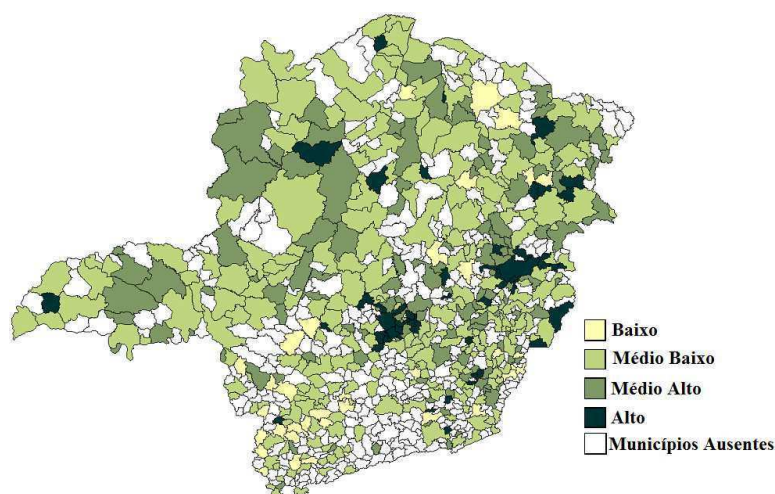 Baixo
Médio Baixo
Médio Alto
Alto
Municípios Ausentes